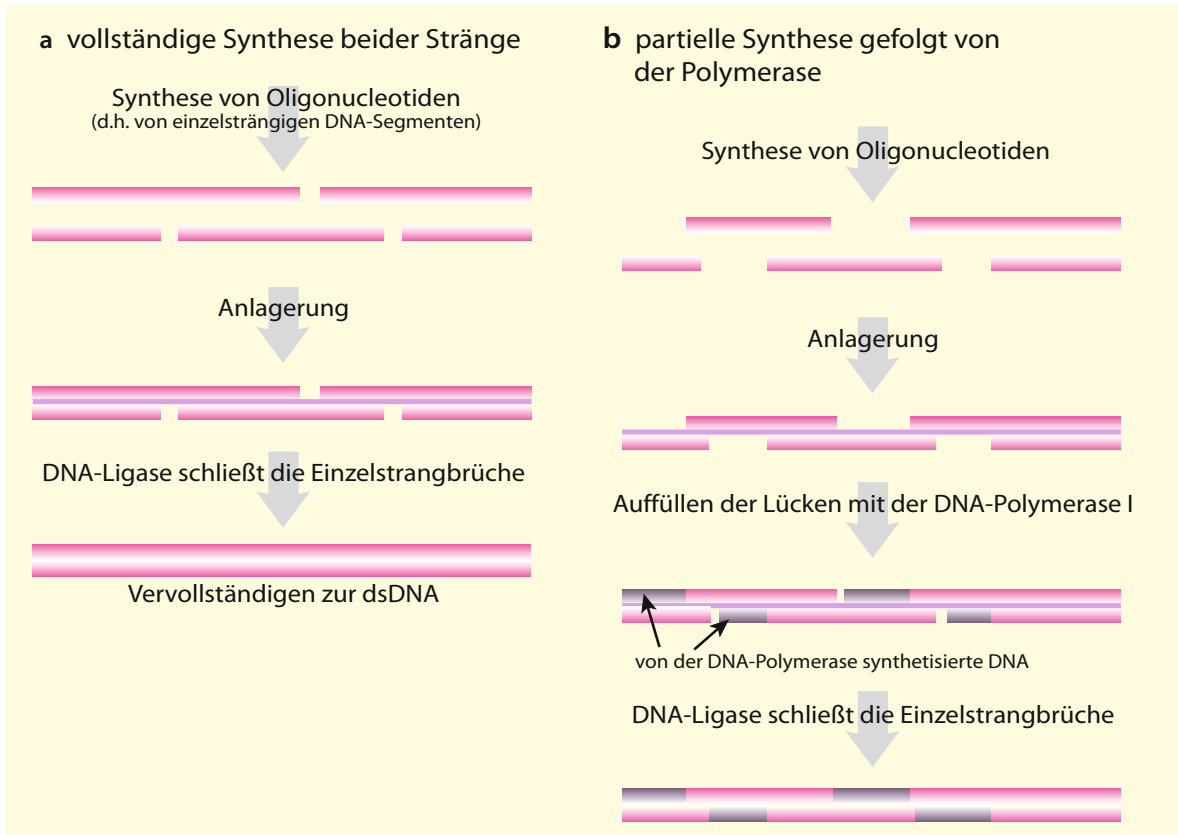 a vollständige Synthese beider Stränge
Synthese von Oligonucleotiden
(d.h. von einzelsträngigen DNA-Segmenten)
Anlagerung
DNA-Ligase schließt die Einzelstrangbrüche
Vervollständigen zur dsDNA
b partielle Synthese gefolgt von
der Polymerase
Synthese von Oligonucleotiden
Anlagerung
Auffüllen der Lücken mit der DNA-Polymerase I
von der DNA-Polymerase synthetisierte DNA
DNA-Ligase schließt die Einzelstrangbrüche